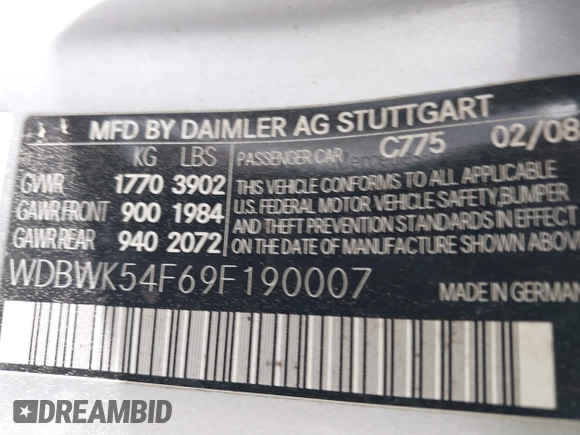 MFD BY DAIMLER AG STUTTGART
KG LBS PASSENGER CAR C775 02/08
GVWR 1770 3902 THIS VEHICLE CONFORMS TO ALL APPLICABLE
GAWR FRONT 900 1984 U.S. FEDERAL MOTOR VEHICLE SAFETY, BUMPER
AND THEFT PREVENTION STANDARDS IN EFFECT
GAWR REAR 940 2072 ON THE DATE OF MANUFACTURE SHOWN ABOVE
WDBWK54F69F190007 MADE IN GERMAN
DREAMBID